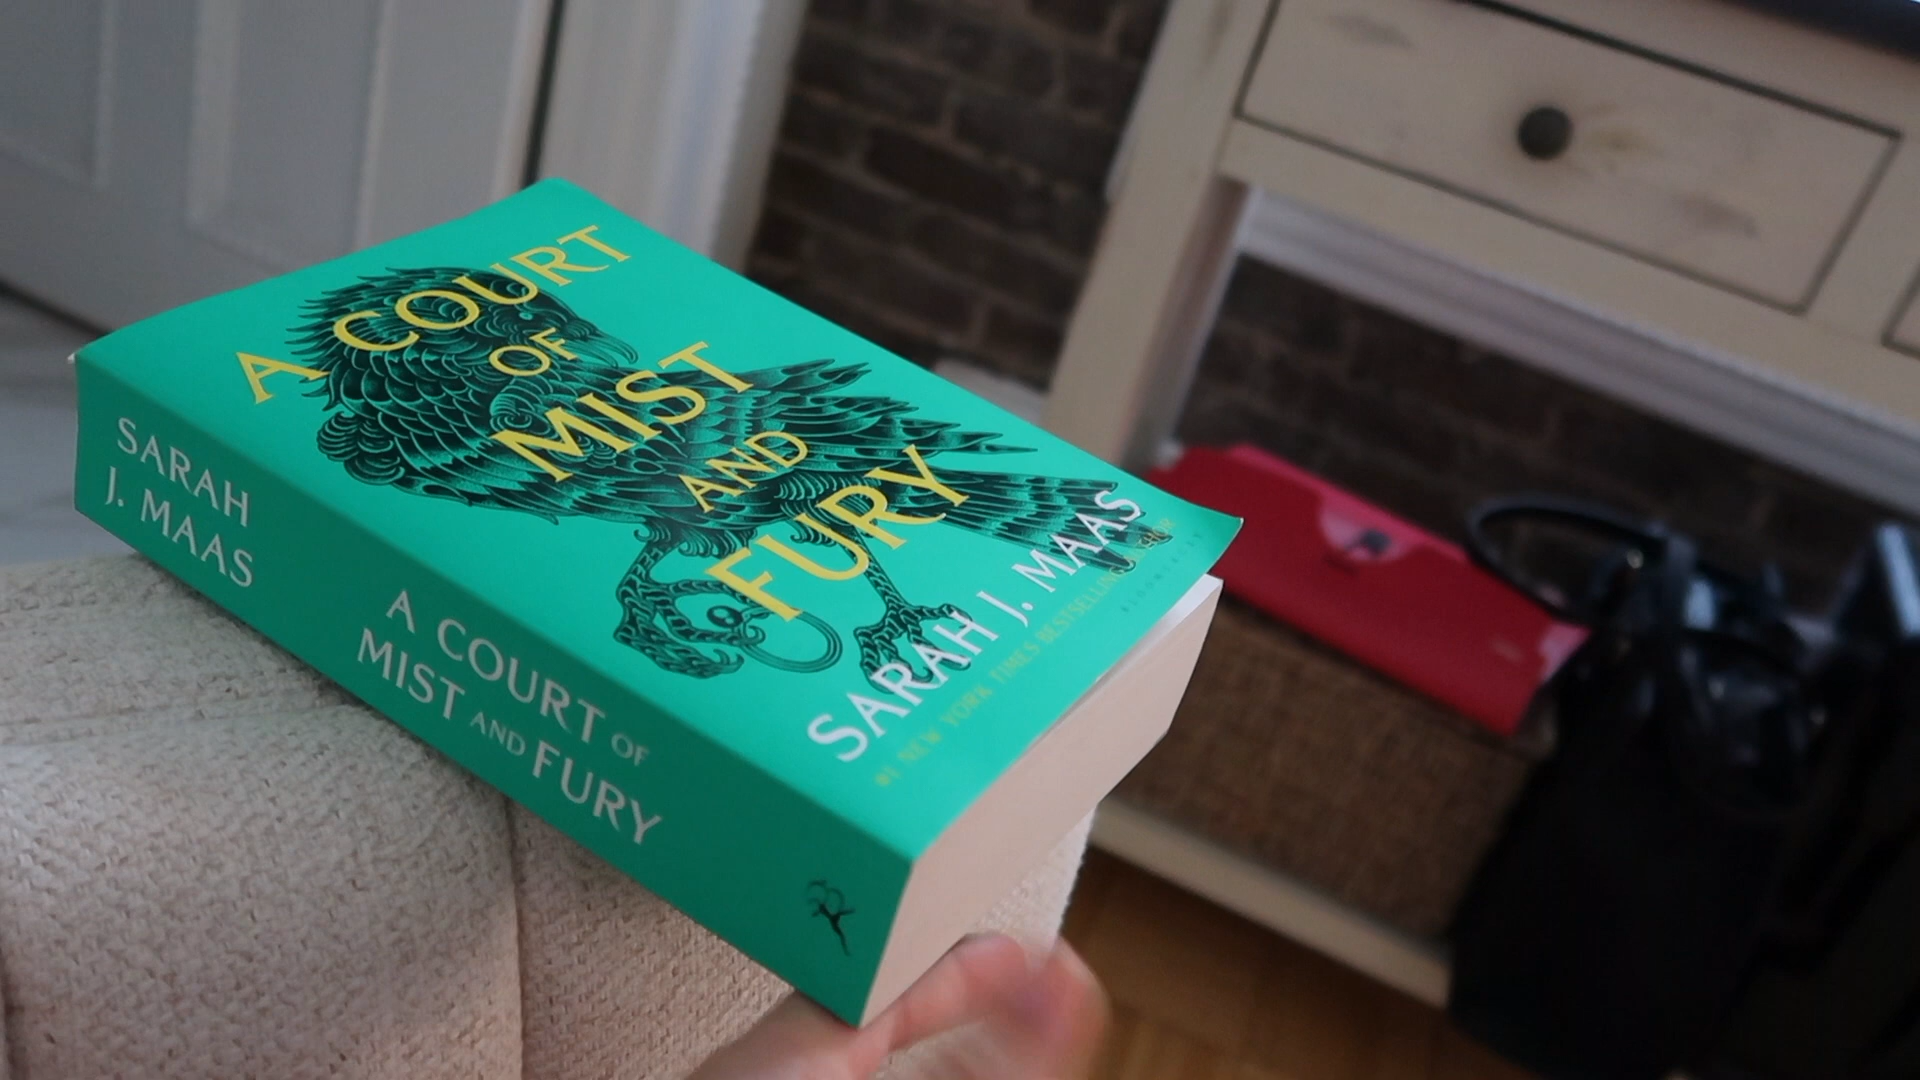 A COURT
OF
MIST
AND
FURY
SARAH J. MAAS
#1 NEW YORK TIMES BESTSELLING AUTHOR
BLOOMSBURY
SARAH
J. MAAS
A COURT OF
MIST AND FURY